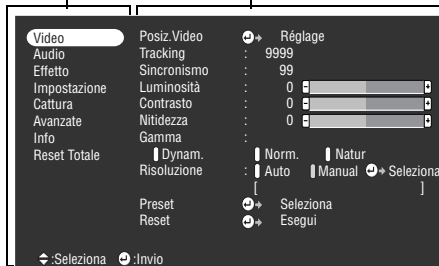 Video
Audio
Effetto
Impostazione
Cattura
Avanzate
Info
Reset Totale
Posiz.Video Réglage
Tracking : 9999
Sincronismo : 99
Luminosità : 0 - +
Contrasto : 0 - +
Nitidezza : 0 - +
Gamma :
Dynam. Norm. Natur
Risoluzione : Auto Manual Seleziona
[ ]
Preset Seleziona
Reset Esegui
:Seleziona :Invio